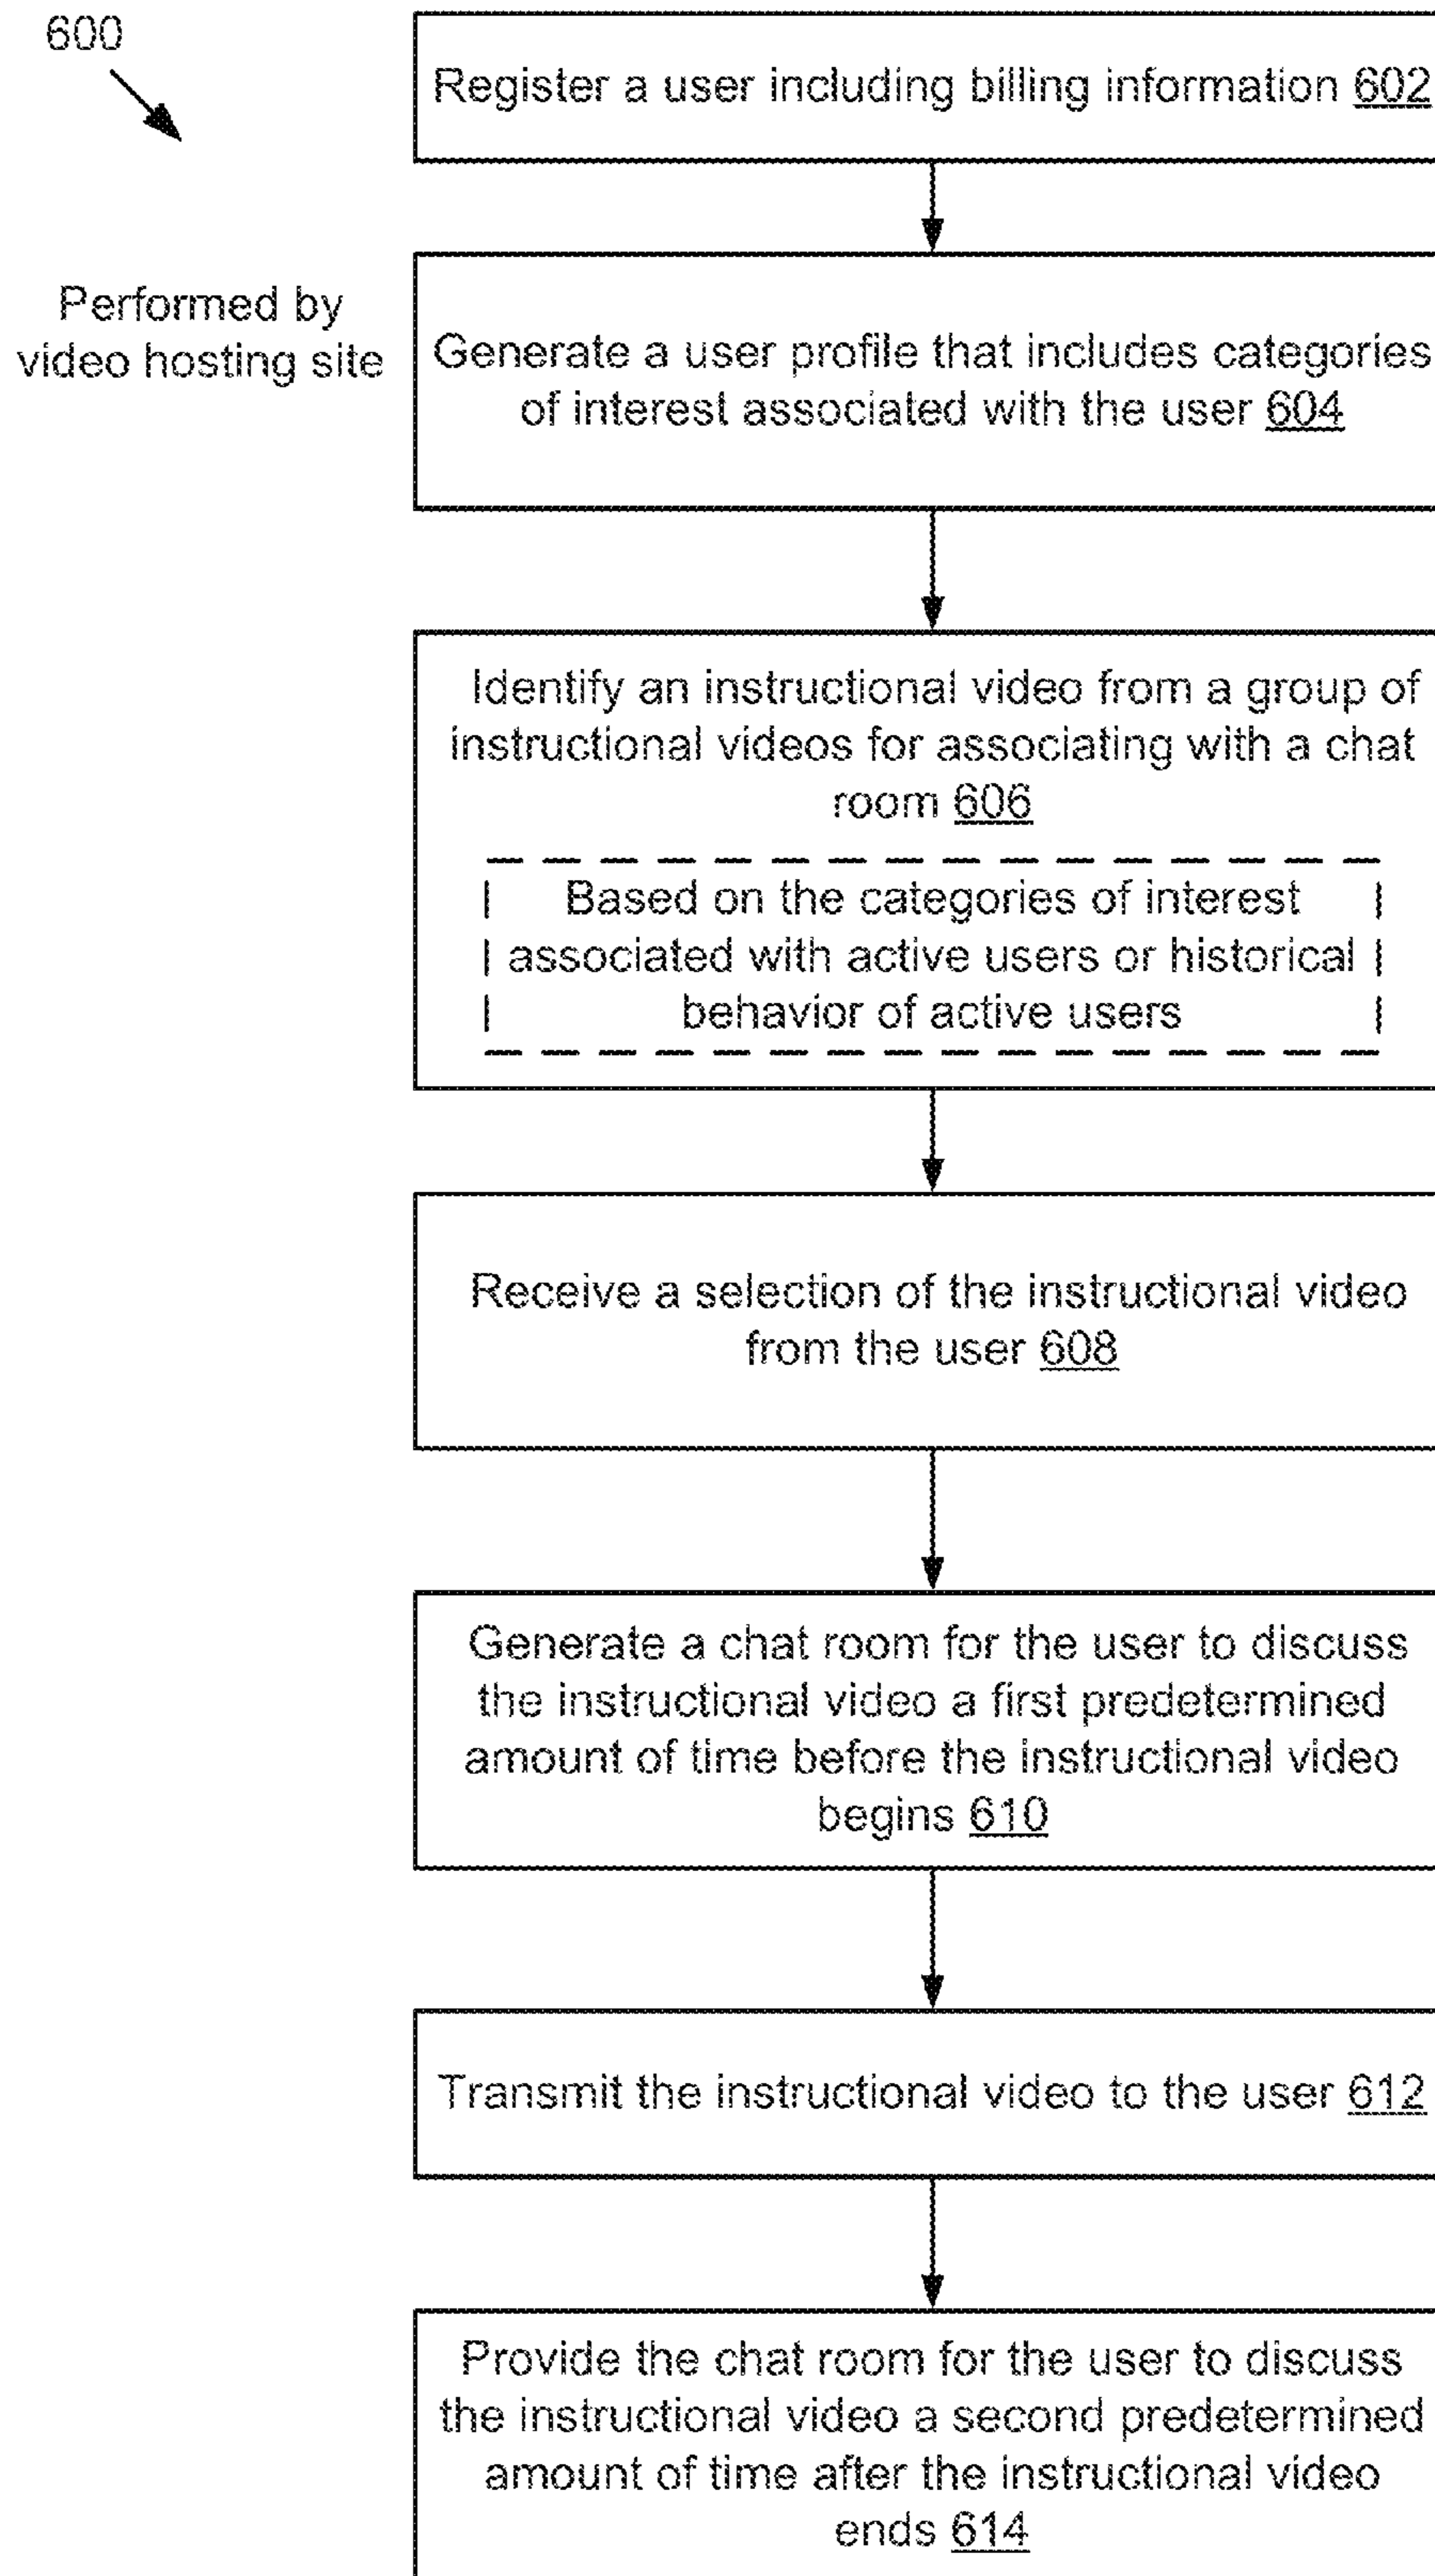 600
Register a user including billing information 602
Performed by
video hosting site
Generate a user profile that includes categories
of interest associated with the user 604
Identify an instructional video from a group of
instructional videos for associating with a chat
room 606
Based on the categories of interest
associated with active users or historical
behavior of active users
Receive a selection of the instructional video
from the user 608
Generate a chat room for the user to discuss
the instructional video a first predetermined
amount of time before the instructional video
begins 610
Transmit the instructional video to the user 612
Provide the chat room for the user to discuss
the instructional video a second predetermined
amount of time after the instructional video
ends 614